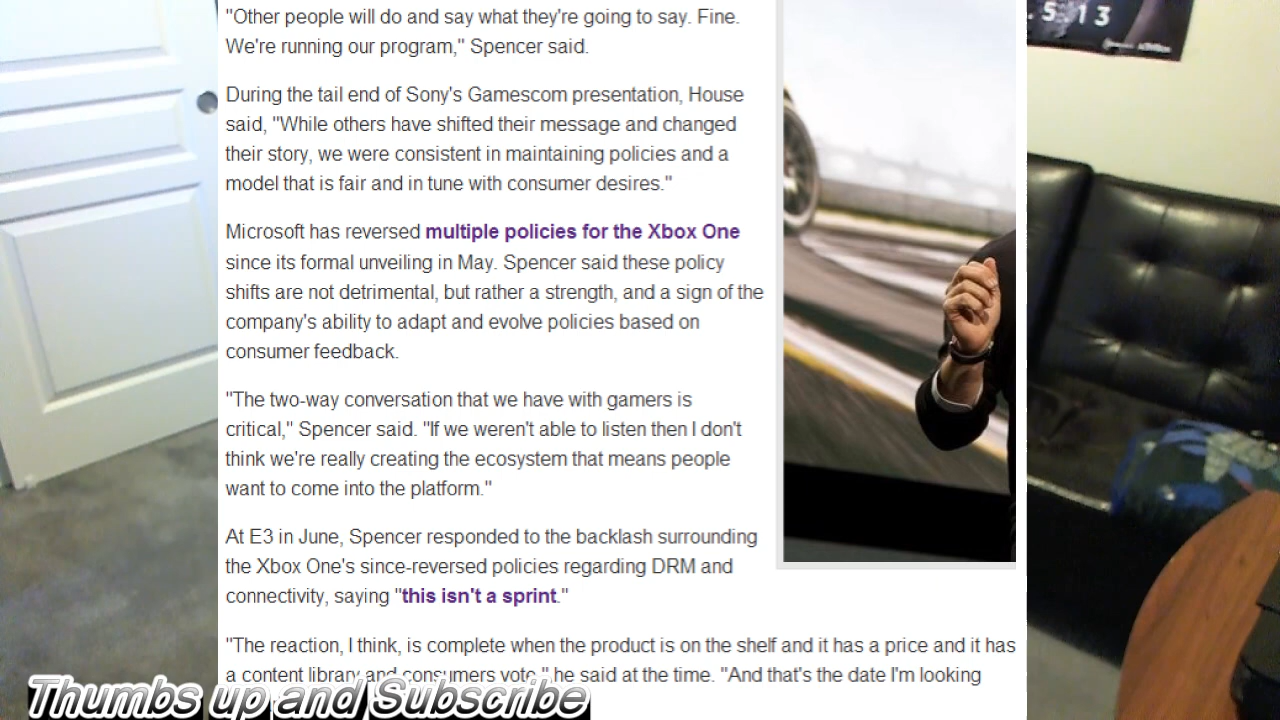 "Other people will do and say what they're going to say. Fine.
We're running our program," Spencer said.
During the tail end of Sony's Gamescom presentation, House
said, "While others have shifted their message and changed
their story, we were consistent in maintaining policies and a
model that is fair and in tune with consumer desires."
Microsoft has reversed multiple policies for the Xbox One
since its formal unveiling in May. Spencer said these policy
shifts are not detrimental, but rather a strength, and a sign of the
company's ability to adapt and evolve policies based on
consumer feedback.
"The two-way conversation that we have with gamers is
critical," Spencer said. "If we weren't able to listen then I don't
think we're really creating the ecosystem that means people
want to come into the platform."
At E3 in June, Spencer responded to the backlash surrounding
the Xbox One's since-reversed policies regarding DRM and
connectivity, saying "this isn't a sprint."
"The reaction, I think, is complete when the product is on the shelf and it has a price and it has
a content library and consumers vote," he said at the time. "And that's the date I'm looking
Thumbs up and Subscribe
.5 13